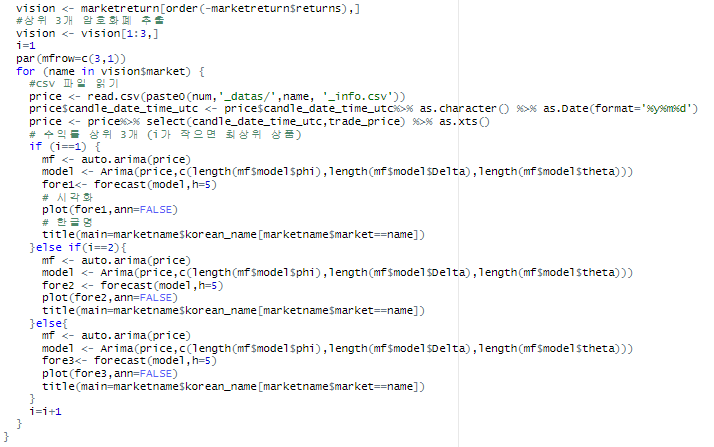 vision <- marketreturn[order(-marketreturn$returns),]
#상위 3개 암호화폐 추출
vision <- vision[1:3,]
i=1
par(mfrow=c(3,1))
for (name in vision$market) {
#csv 파일 읽기
price <- read.csv(paste0(num,'_datas/',name, '_info.csv'))
price$candle_date_time_utc <- price$candle_date_time_utc%>% as.character() %>% as.Date(format='%y%m%d')
price <- price%>% select(candle_date_time_utc,trade_price) %>% as.xts()
# 수익률 상위 3개 (i가 작으면 최상위 상품)
if (i==1) {
mf <- auto.arima(price)
model <- Arima(price,c(length(mf$model$phi),length(mf$model$Delta),length(mf$model$theta)))
fore1<- forecast(model,h=5)
# 시각화
plot(fore1,ann=FALSE)
# 한글명
title(main=marketname$korean_name[marketname$market==name])
}else if(i==2){
mf <- auto.arima(price)
model <- Arima(price,c(length(mf$model$phi),length(mf$model$Delta),length(mf$model$theta)))
fore2 <- forecast(model,h=5)
plot(fore2,ann=FALSE)
title(main=marketname$korean_name[marketname$market==name])
}else{
mf <- auto.arima(price)
model <- Arima(price,c(length(mf$model$phi),length(mf$model$Delta),length(mf$model$theta)))
fore3<- forecast(model,h=5)
plot(fore3,ann=FALSE)
title(main=marketname$korean_name[marketname$market==name])
}
i=i+1
}
}